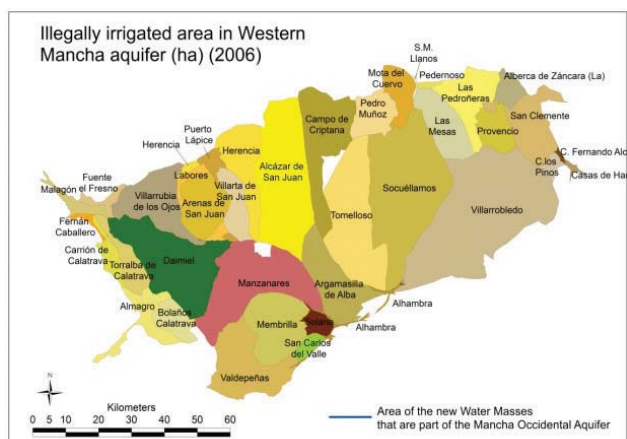 Illegally irrigated area in Western
Mancha aquifer (ha) (2006)
S.M.
Llanos
Mota del
Cuervo
Pedernoso
Alberca de Záncara (La)
Las
Pedroñeras
San Clemente
Puerto
Lápice
Campo de
Criptana
Pedro
Muñoz
Las
Mesas
Provencio
Herencia
Herencia
C. Fernando Alo
C.los
Pinos
Casas de Har
Alcázar de
San Juan
Fuente
el Fresno
Labores
Malagón
Villarrubia
de los Ojos
Arenas de
San Juan
Villarta de
San Juan
Socuéllamos
Villarrobledo
Tomelloso
Fernán
Caballero
Carrión de
Calatrava
Daimiel
Torralba de
Calatrava
Manzanares
Argamasilla
de Alba
Alhambra
Almagro
Bolaños
Calatrava
Membrilla
Solana
Alhambra
San Carlos
del Valle
Valdepeñas
N
Kilometers
0 5 10 20 30 40 50 60
Area of the new Water Masses
that are part of the Mancha Occidental Aquifer